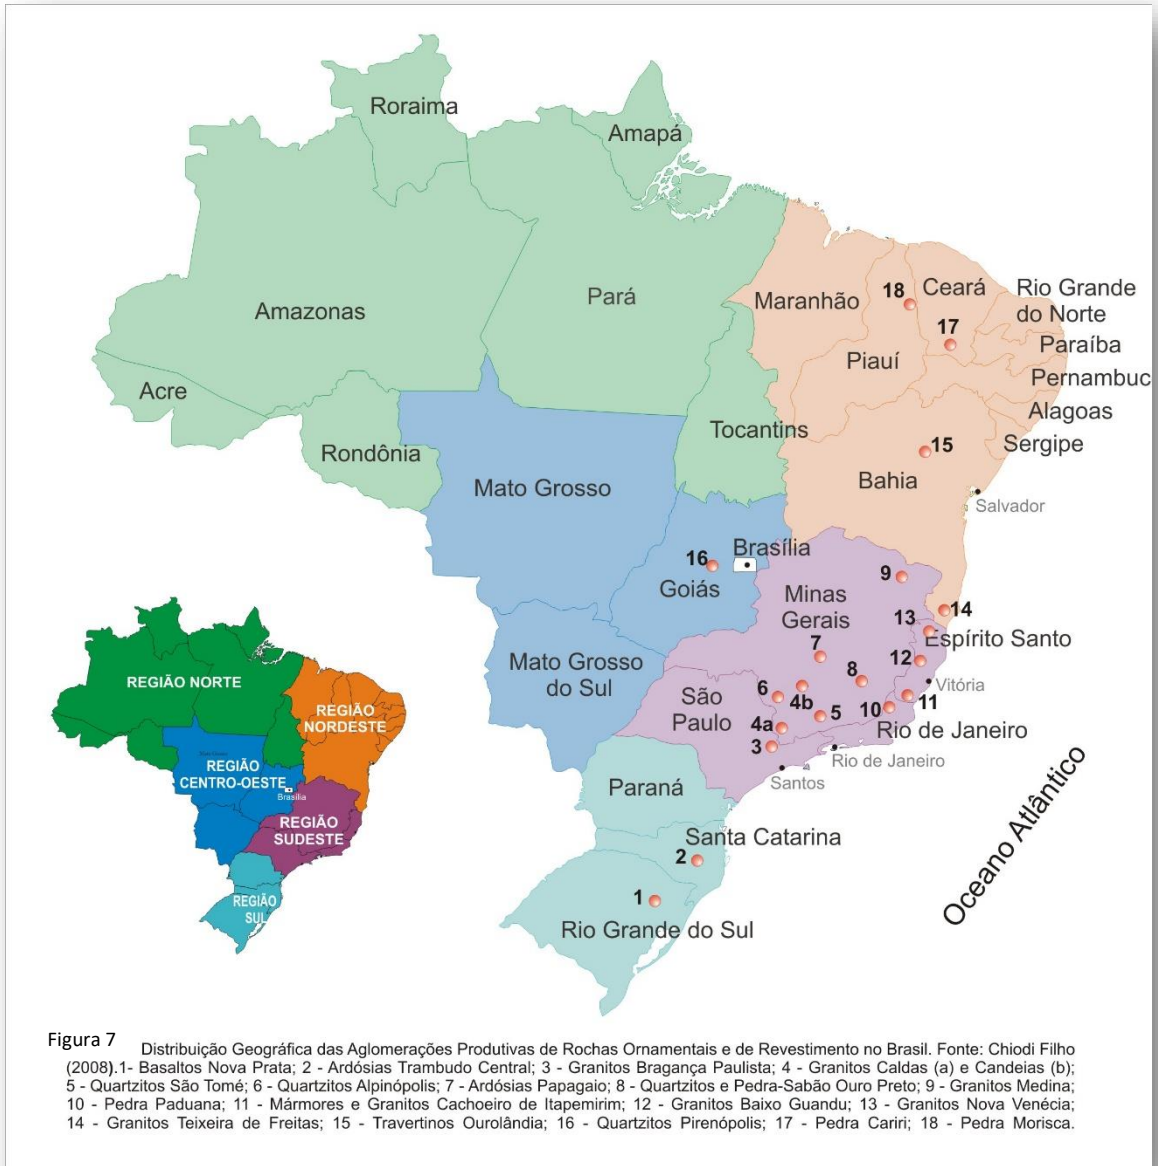 Roraima
Amapá
Amazonas
Pará
Maranhão
18
Ceará
Rio Grande
do Norte
17
Paraíba
Piauí
Pernambuc
Acre
Alagoas
Tocantins
Sergipe
Rondônia
15
Bahia
Mato Grosso
Salvador
Brasília
16
Goiás
9
Minas
Gerais
14
13
Espírito Santo
7
12
Mato Grosso
do Sul
8
Vitória
6
4b
São
Paulo
11
10
5
4a
Rio de Janeiro
3
Rio de Janeiro
Santos
Paraná
Oceano Atlântico
Santa Catarina
2
1
Rio Grande do Sul
REGIÃO NORTE
REGIÃO
NORDESTE
REGIÃO
CENTRO-OESTE
Brasília
REGIÃO
SUDESTE
REGIÃO
SUL
Figura 7
Distribuição Geográfica das Aglomerações Produtivas de Rochas Ornamentais e de Revestimento no Brasil. Fonte: Chiodi Filho
(2008).1- Basaltos Nova Prata; 2 - Ardósias Trambudo Central; 3 - Granitos Bragança Paulista; 4 - Granitos Caldas (a) e Candeias (b);
5 - Quartzitos São Tomé; 6 - Quartzitos Alpinópolis; 7 - Ardósias Papagaio; 8 - Quartzitos e Pedra-Sabão Ouro Preto; 9 - Granitos Medina;
10 - Pedra Paduana; 11 - Mármores e Granitos Cachoeiro de Itapemirim; 12 - Granitos Baixo Guandu; 13 - Granitos Nova Venécia;
14 - Granitos Teixeira de Freitas; 15 - Travertinos Ourolândia; 16 - Quartzitos Pirenópolis; 17 - Pedra Cariri; 18 - Pedra Morisca.